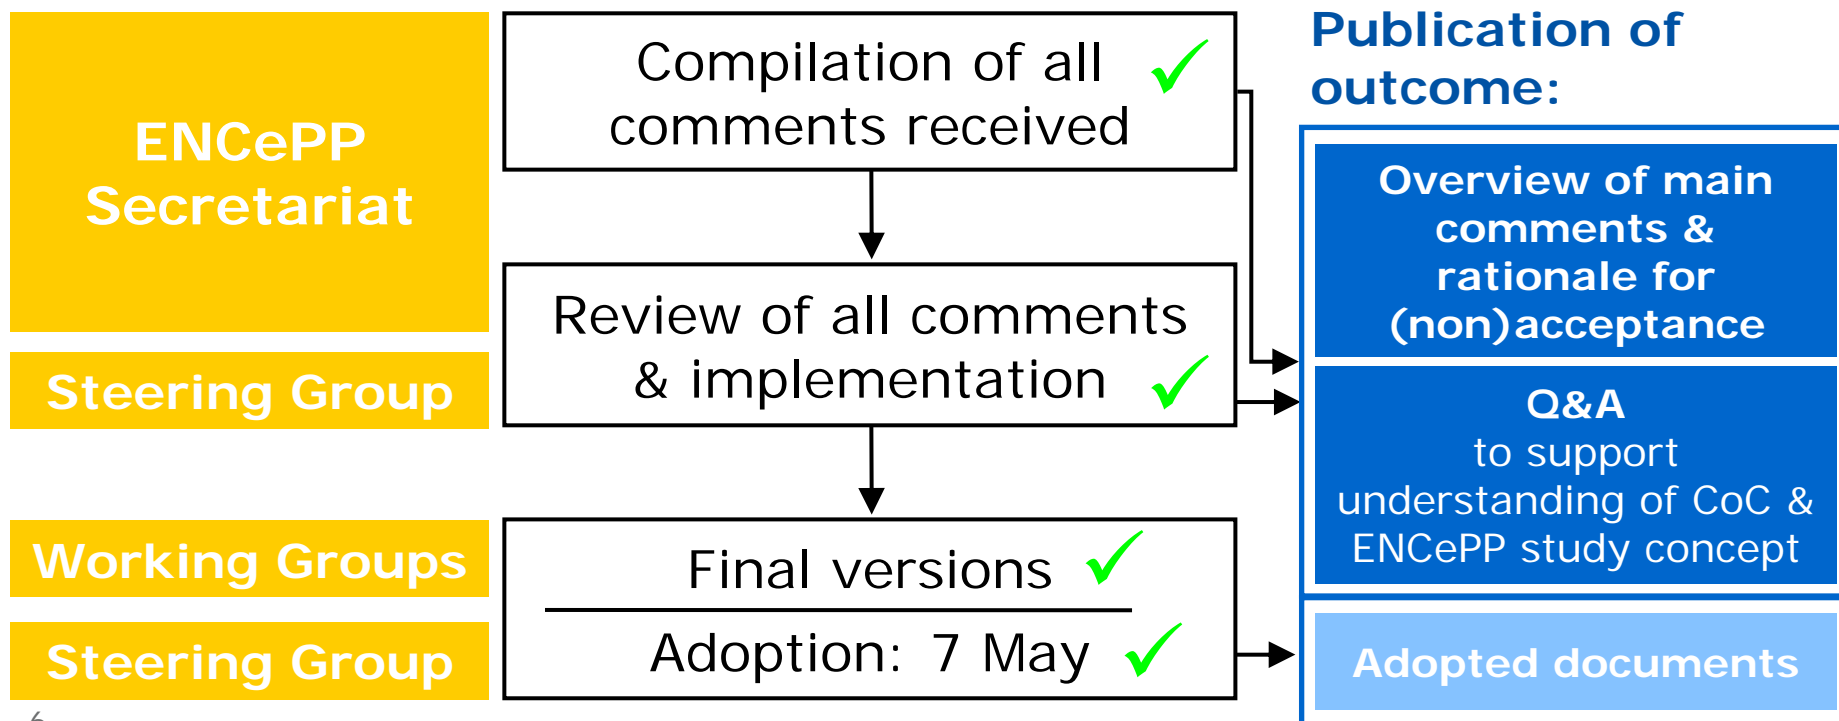 ENCePP
Secretariat
Steering Group
Working Groups
Steering Group
Compilation of all
comments received
Review of all comments
& implementation
Final versions
Adoption: 7 May
Publication of
outcome:
Overview of main
comments &
rationale for
(non)acceptance
Q&A
to support
understanding of CoC &
ENCePP study concept
Adopted documents
6